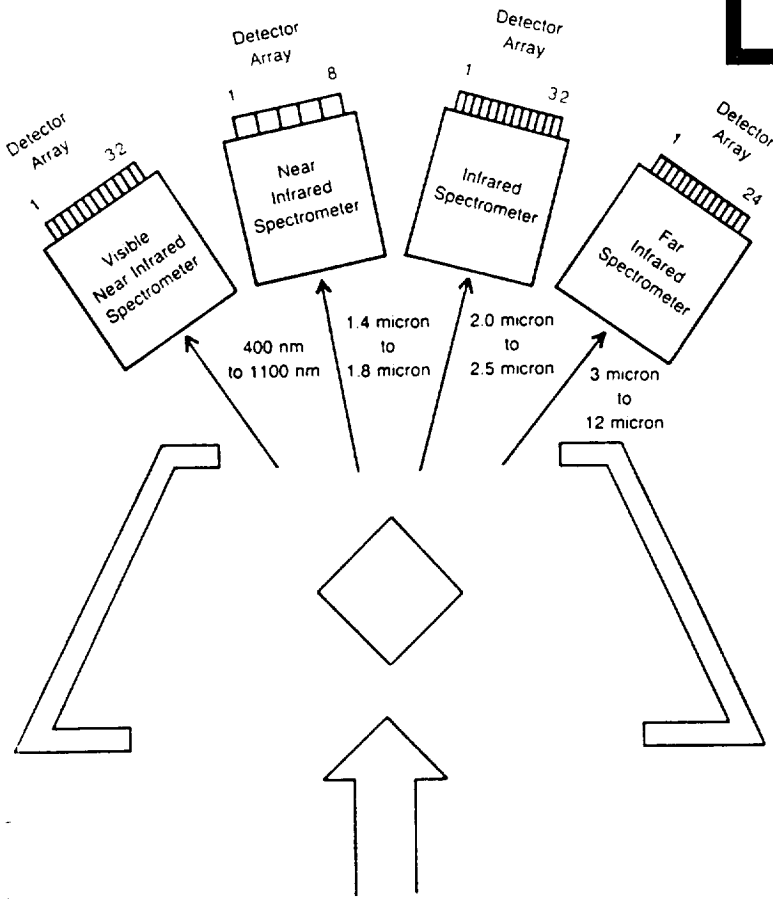 Detector
Array
1
32
Visible
Near Infrared
Spectrometer
400 nm
to 1100 nm
Detector
Array
1
8
Near
Infrared
Spectrometer
1.4 micron
to
1.8 micron
Detector
Array
1
32
Infrared
Spectrometer
2.0 micron
to
2.5 micron
Detector
Array
1
24
Far
Infrared
Spectrometer
3 micron
to
12 micron